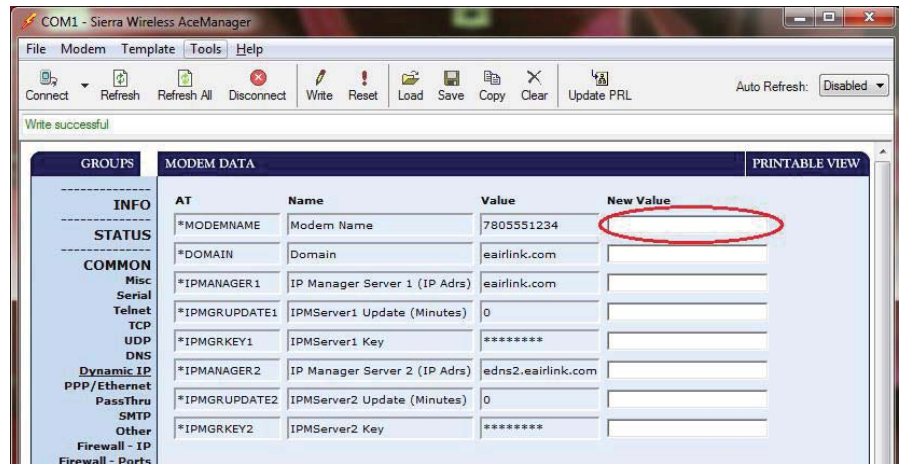 COM1 - Sierra Wireless AceManager
File Modem Template Tools Help
Connect Refresh Refresh All Disconnect Write Reset Load Save Copy Clear Update PRL Auto Refresh: Disabled
Write successful
GROUPS MODEM DATA PRINTABLE VIEW
INFO
STATUS
COMMON
Misc
Serial
Telnet
TCP
UDP
DNS
Dynamic IP
PPP/Ethernet
PassThru
SMTP
Other
Firewall - IP
Firewall - Ports
AT Name Value New Value
*MODEMNAME Modem Name 7805551234
*DOMAIN Domain eairlink.com
*IPMANAGER1 IP Manager Server 1 (IP Adrs) eairlink.com
*IPMGRUPDATE1 IPMServer1 Update (Minutes) 0
*IPMGRKEY1 IPMServer1 Key ********
*IPMANAGER2 IP Manager Server 2 (IP Adrs) edns2.eairlink.com
*IPMGRUPDATE2 IPMServer2 Update (Minutes) 0
*IPMGRKEY2 IPMServer2 Key ********